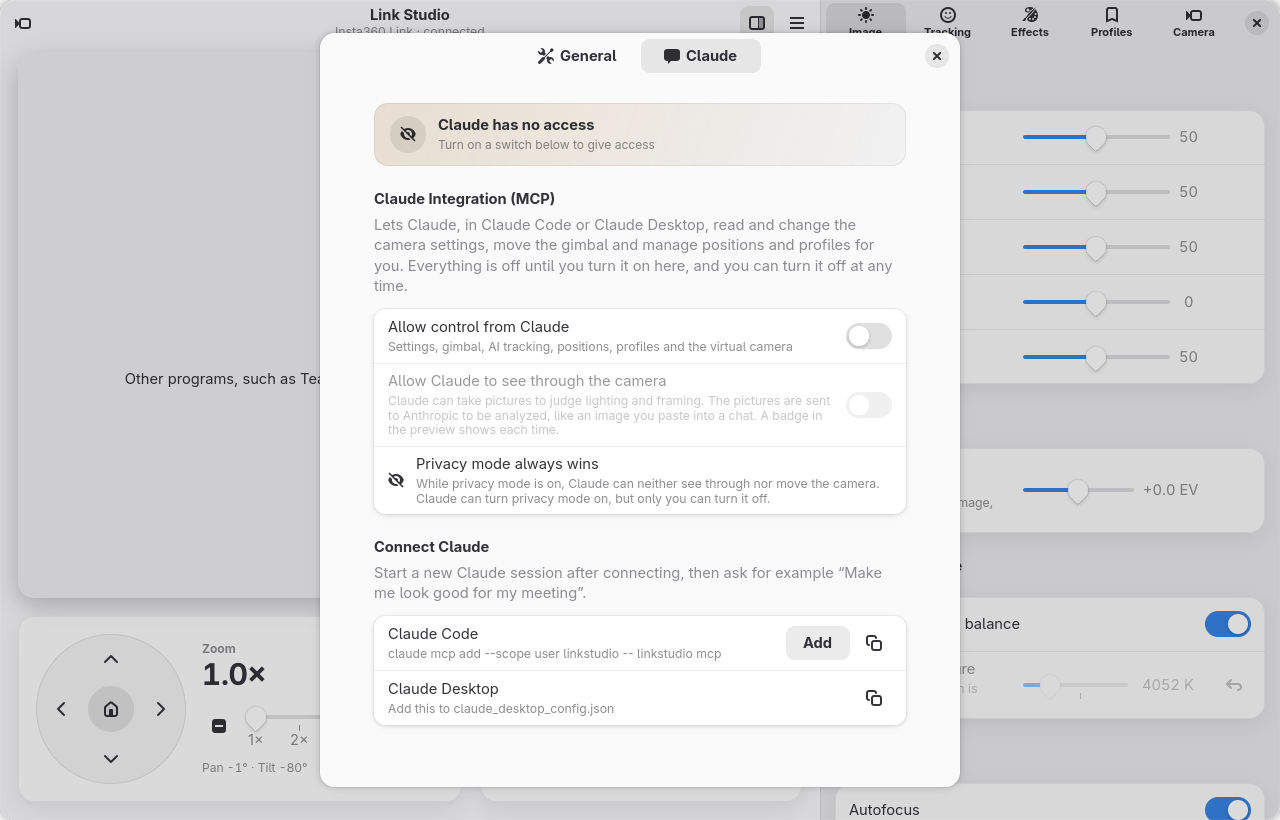 Link Studio
Insta360 Link · connected
Image
Tracking
Effects
Profiles
Camera
General
Claude
Claude has no access
Turn on a switch below to give access
Claude Integration (MCP)
Lets Claude, in Claude Code or Claude Desktop, read and change the
camera settings, move the gimbal and manage positions and profiles for
you. Everything is off until you turn it on here, and you can turn it off at any
time.
Allow control from Claude
Settings, gimbal, AI tracking, positions, profiles and the virtual camera
Allow Claude to see through the camera
Claude can take pictures to judge lighting and framing. The pictures are sent
to Anthropic to be analyzed, like an image you paste into a chat. A badge in
the preview shows each time.
Privacy mode always wins
While privacy mode is on, Claude can neither see through nor move the camera.
Claude can turn privacy mode on, but only you can turn it off.
Connect Claude
Start a new Claude session after connecting, then ask for example “Make
me look good for my meeting”.
Claude Code
claude mcp add --scope user linkstudio -- linkstudio mcp
Add
Claude Desktop
Add this to claude_desktop_config.json
Other programs, such as
Zoom
1.0×
1×
2×
Pan -1° · Tilt -80°
50
50
50
0
50
+0.0 EV
balance
4052 K
Autofocus